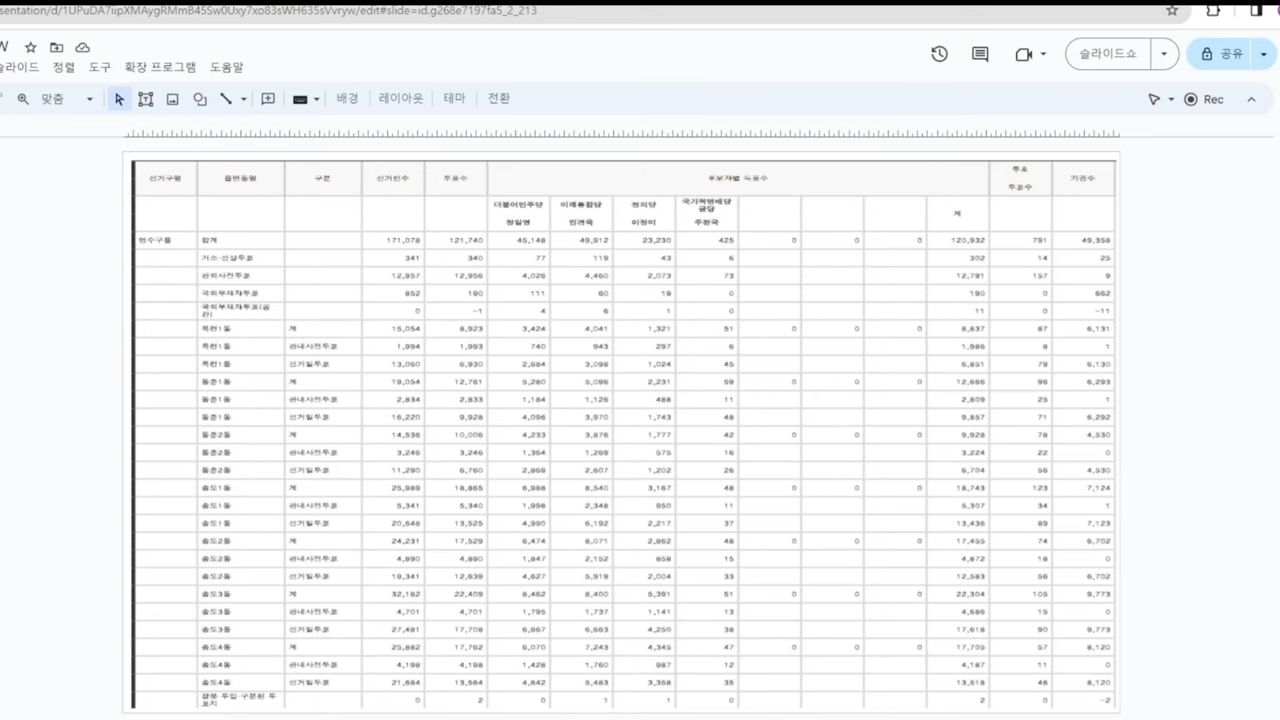 sentation/d/1UPuDA7iipXMAygRMmB45Sw0Uxy7xo83sWH635sVvryw/edit#slide=id.g268e7197fa5_2_213
슬라이드 정렬 도구 확장 프로그램 도움말
슬라이드쇼 공유
맞춤 배경 레이아웃 테마 전환 Rec
선거구명 읍면동명 구분 선거인수 투표수 후보자별 득표수 무효 투표수 기권수
더불어민주당 정일영 미래통합당 민경욱 정의당 이정미 국가혁명배당금당 주정국 계
연수구을 합계 171,078 121,740 45,146 49,912 23,230 425 0 0 0 120,932 791 49,356
거소·선상투표 341 340 77 119 43 6 302 14 25
관외사전투표 12,957 12,956 4,026 4,460 2,073 73 12,791 157 9
국외부재자투표 852 190 111 60 19 0 190 0 662
국외부재자투표(공관) 0 -1 4 6 1 0 11 0 -11
옥련1동 계 15,054 8,923 3,424 4,041 1,321 51 0 0 0 8,837 87 6,131
옥련1동 관내사전투표 1,994 1,993 740 943 297 6 1,986 8 1
옥련1동 선거일투표 13,060 6,930 2,684 3,098 1,024 45 6,851 79 6,130
동춘1동 계 19,054 12,761 5,280 5,096 2,231 59 0 0 0 12,666 96 6,293
동춘1동 관내사전투표 2,834 2,833 1,184 1,126 488 11 2,809 25 1
동춘1동 선거일투표 16,220 9,928 4,096 3,970 1,743 48 9,857 71 6,292
동춘2동 계 14,536 10,006 4,233 3,876 1,777 42 0 0 0 9,928 78 4,530
동춘2동 관내사전투표 3,246 3,246 1,364 1,269 575 16 3,224 22 0
동춘2동 선거일투표 11,290 6,760 2,869 2,607 1,202 26 6,704 56 4,530
송도1동 계 25,989 18,865 6,988 8,540 3,167 48 0 0 0 18,743 123 7,124
송도1동 관내사전투표 5,341 5,340 1,998 2,348 950 11 5,307 34 1
송도1동 선거일투표 20,648 13,525 4,990 6,192 2,217 37 13,436 89 7,123
송도2동 계 24,231 17,529 6,474 8,071 2,862 48 0 0 0 17,455 74 6,702
송도2동 관내사전투표 4,890 4,890 1,847 2,152 858 15 4,872 18 0
송도2동 선거일투표 19,341 12,639 4,627 5,919 2,004 33 12,583 56 6,702
송도3동 계 32,182 22,409 8,462 8,400 5,391 51 0 0 0 22,304 105 9,773
송도3동 관내사전투표 4,701 4,701 1,795 1,737 1,141 13 4,686 15 0
송도3동 선거일투표 27,481 17,708 6,667 6,663 4,250 38 17,618 90 9,773
송도4동 계 25,882 17,762 6,070 7,243 4,345 47 0 0 0 17,705 57 8,120
송도4동 관내사전투표 4,198 4,198 1,428 1,760 987 12 4,187 11 0
송도4동 선거일투표 21,684 13,564 4,642 5,483 3,358 35 13,518 46 8,120
잘못 투입·구분된 투표지 0 2 0 1 1 0 2 0 -2